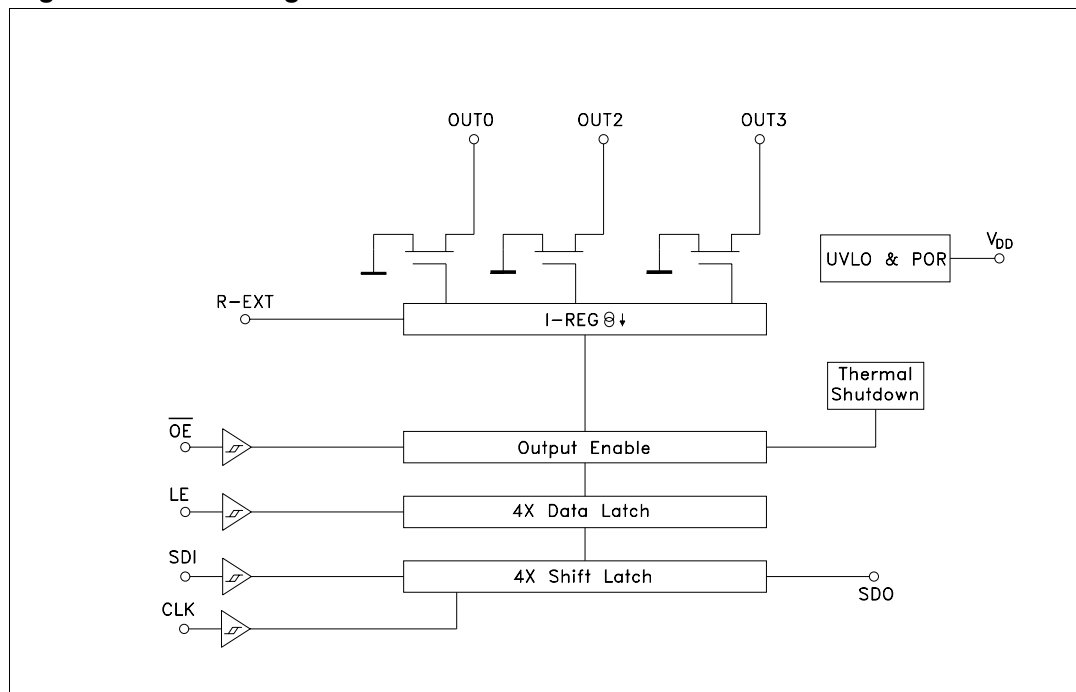 OUT0 OUT2 OUT3
UVLO & POR
VDD
R-EXT
I-REG
Thermal
Shutdown
OE
Output Enable
LE
4X Data Latch
SDI
4X Shift Latch
SDO
CLK